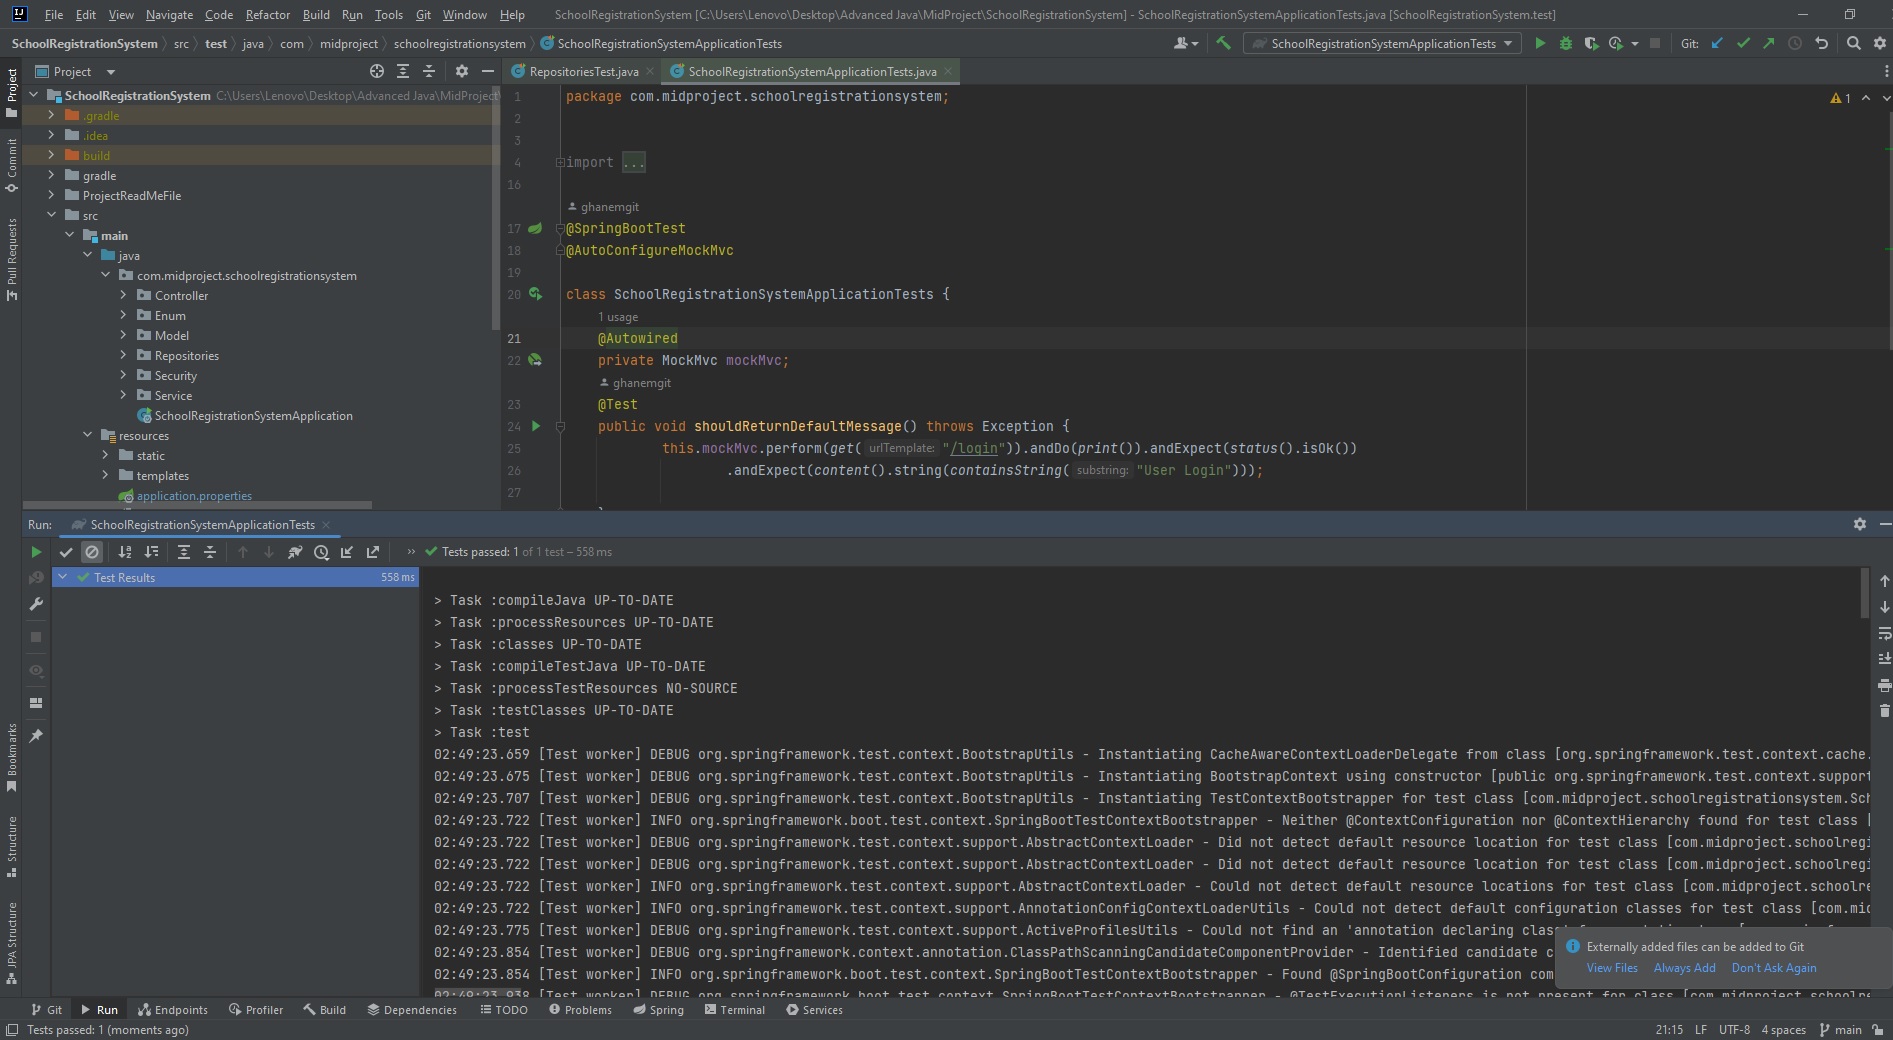 File Edit View Navigate Code Refactor Build Run Tools Git Window Help SchoolRegistrationSystem [C:\Users\Lenovo\Desktop\Advanced Java\MidProject\SchoolRegistrationSystem] - SchoolRegistrationSystemApplicationTests.java [SchoolRegistrationSystem.test]
SchoolRegistrationSystem src test java com midproject schoolregistrationsystem SchoolRegistrationSystemApplicationTests
SchoolRegistrationSystemApplicationTests Git:
Project
Commit
Pull Requests
Bookmarks
Structure
JPA Structure
Project
SchoolRegistrationSystem C:\Users\Lenovo\Desktop\Advanced Java\MidProject
.gradle
.idea
build
gradle
ProjectReadMeFile
src
main
java
com.midproject.schoolregistrationsystem
Controller
Enum
Model
Repositories
Security
Service
SchoolRegistrationSystemApplication
resources
static
templates
application.properties
RepositoriesTest.java SchoolRegistrationSystemApplicationTests.java
1 package com.midproject.schoolregistrationsystem;
1
2
3
4 import ...
16
ghanemgit
17 @SpringBootTest
18 @AutoConfigureMockMvc
19
20 class SchoolRegistrationSystemApplicationTests {
1 usage
21 @Autowired
22 private MockMvc mockMvc;
ghanemgit
23 @Test
24 public void shouldReturnDefaultMessage() throws Exception {
25 this.mockMvc.perform(get( urlTemplate: "/login")).andDo(print()).andExpect(status().isOk())
26 .andExpect(content().string(containsString( substring: "User Login")));
27
Run: SchoolRegistrationSystemApplicationTests
Tests passed: 1 of 1 test – 558 ms
Test Results 558 ms
> Task :compileJava UP-TO-DATE
> Task :processResources UP-TO-DATE
> Task :classes UP-TO-DATE
> Task :compileTestJava UP-TO-DATE
> Task :processTestResources NO-SOURCE
> Task :testClasses UP-TO-DATE
> Task :test
02:49:23.659 [Test worker] DEBUG org.springframework.test.context.BootstrapUtils - Instantiating CacheAwareContextLoaderDelegate from class [org.springframework.test.context.cache.
02:49:23.675 [Test worker] DEBUG org.springframework.test.context.BootstrapUtils - Instantiating BootstrapContext using constructor [public org.springframework.test.context.support
02:49:23.707 [Test worker] DEBUG org.springframework.test.context.BootstrapUtils - Instantiating TestContextBootstrapper for test class [com.midproject.schoolregistrationsystem.Sch
02:49:23.722 [Test worker] INFO org.springframework.boot.test.context.SpringBootTestContextBootstrapper - Neither @ContextConfiguration nor @ContextHierarchy found for test class [
02:49:23.722 [Test worker] DEBUG org.springframework.test.context.support.AbstractContextLoader - Did not detect default resource location for test class [com.midproject.schoolregi
02:49:23.722 [Test worker] DEBUG org.springframework.test.context.support.AbstractContextLoader - Did not detect default resource location for test class [com.midproject.schoolregi
02:49:23.722 [Test worker] INFO org.springframework.test.context.support.AbstractContextLoader - Could not detect default resource locations for test class [com.midproject.schoolre
02:49:23.722 [Test worker] INFO org.springframework.test.context.support.AnnotationConfigContextLoaderUtils - Could not detect default configuration classes for test class [com.mid
02:49:23.775 [Test worker] DEBUG org.springframework.test.context.support.ActiveProfilesUtils - Could not find an 'annotation declaring class'
02:49:23.854 [Test worker] DEBUG org.springframework.context.annotation.ClassPathScanningCandidateComponentProvider - Identified candidate c
02:49:23.854 [Test worker] INFO org.springframework.boot.test.context.SpringBootTestContextBootstrapper - Found @SpringBootConfiguration com
02:49:23.938 [Test worker] DEBUG org.springframework.boot.test.context.SpringBootTestContextBootstrapper - @TestExecutionListeners is not present for class [com.midproject.schoolre
Externally added files can be added to Git
View Files Always Add Don't Ask Again
Git Run Endpoints Profiler Build Dependencies TODO Problems Spring Terminal Services
Tests passed: 1 (moments ago) 21:15 LF UTF-8 4 spaces main